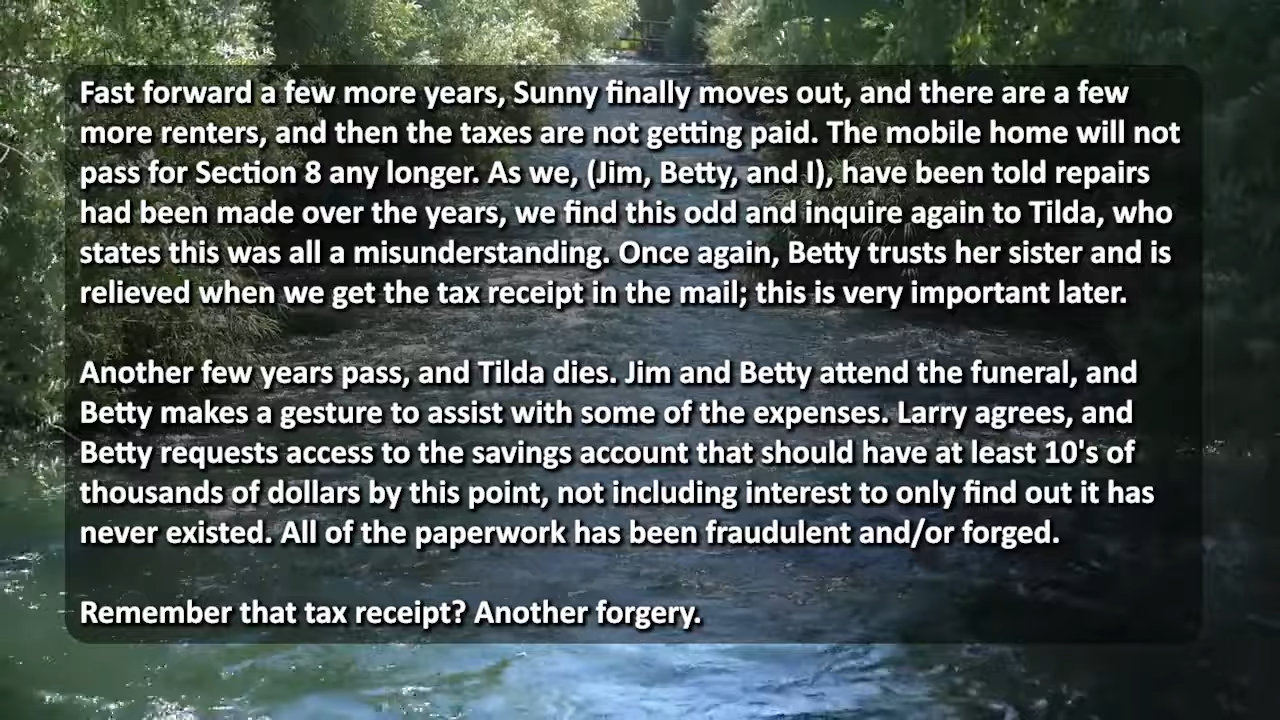 Fast forward a few more years, Sunny finally moves out, and there are a few
more renters, and then the taxes are not getting paid. The mobile home will not
pass for Section 8 any longer. As we, (Jim, Betty, and I), have been told repairs
had been made over the years, we find this odd and inquire again to Tilda, who
states this was all a misunderstanding. Once again, Betty trusts her sister and is
relieved when we get the tax receipt in the mail; this is very important later.
Another few years pass, and Tilda dies. Jim and Betty attend the funeral, and
Betty makes a gesture to assist with some of the expenses. Larry agrees, and
Betty requests access to the savings account that should have at least 10's of
thousands of dollars by this point, not including interest to only find out it has
never existed. All of the paperwork has been fraudulent and/or forged.
Remember that tax receipt? Another forgery.